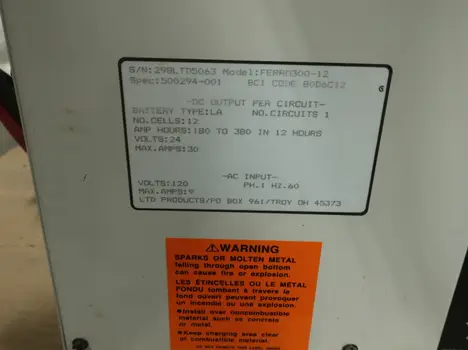 S/N:298LTD5063 Model:FERRO300-12
Spec:500294-001 BCI CODE BOD6C12
-DC OUTPUT PER CIRCUIT-
BATTERY TYPE:LA NO.CIRCUITS 1
NO.CELLS:12
AMP HOURS:180 TO 380 IN 12 HOURS
VOLTS:24
MAX.AMPS:30
-AC INPUT-
VOLTS:120 PH.1 HZ.60
MAX.AMPS:9
LTD PRODUCTS/PO BOX 961/TROY OH 45373
⚠WARNING
SPARKS OR MOLTEN METAL
falling through open bottom
can cause fire or explosion.
LES ÉTINCELLES OU LE MÉTAL
FONDU tombant à travers le
fond ouvert peuvent provoquer
un incendie ou une explosion.
●Install over noncombustible
material such as concrete
or metal.
●Keep charging area clear
of combustible material.